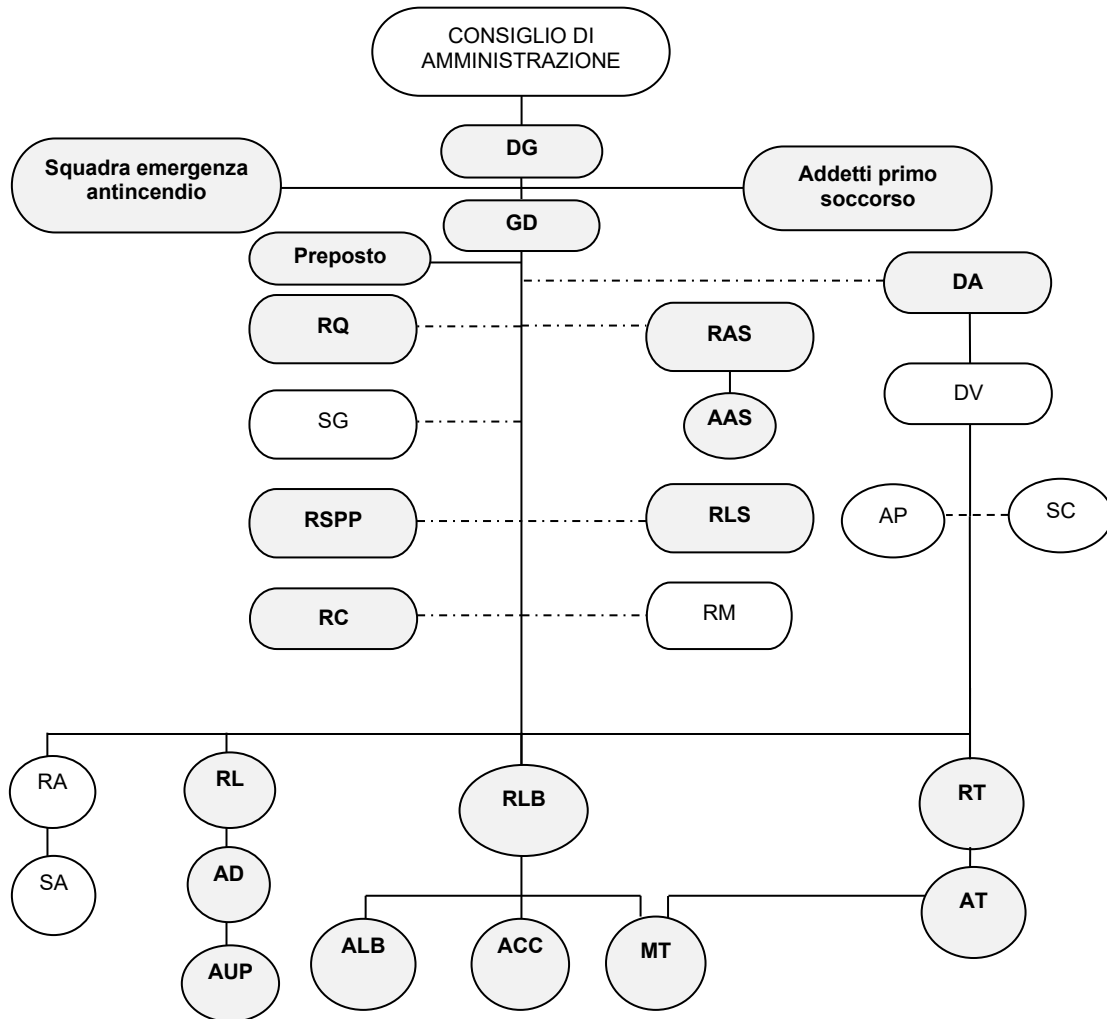 CONSIGLIO DI
AMMINISTRAZIONE
DG
Squadra emergenza
antincendio
Addetti primo
soccorso
GD
Preposto
DA
RQ
RAS
DV
SG
AAS
RSPP
RLS
AP
SC
RC
RM
RA
RL
RLB
RT
SA
AD
AT
ALB
ACC
MT
AUP